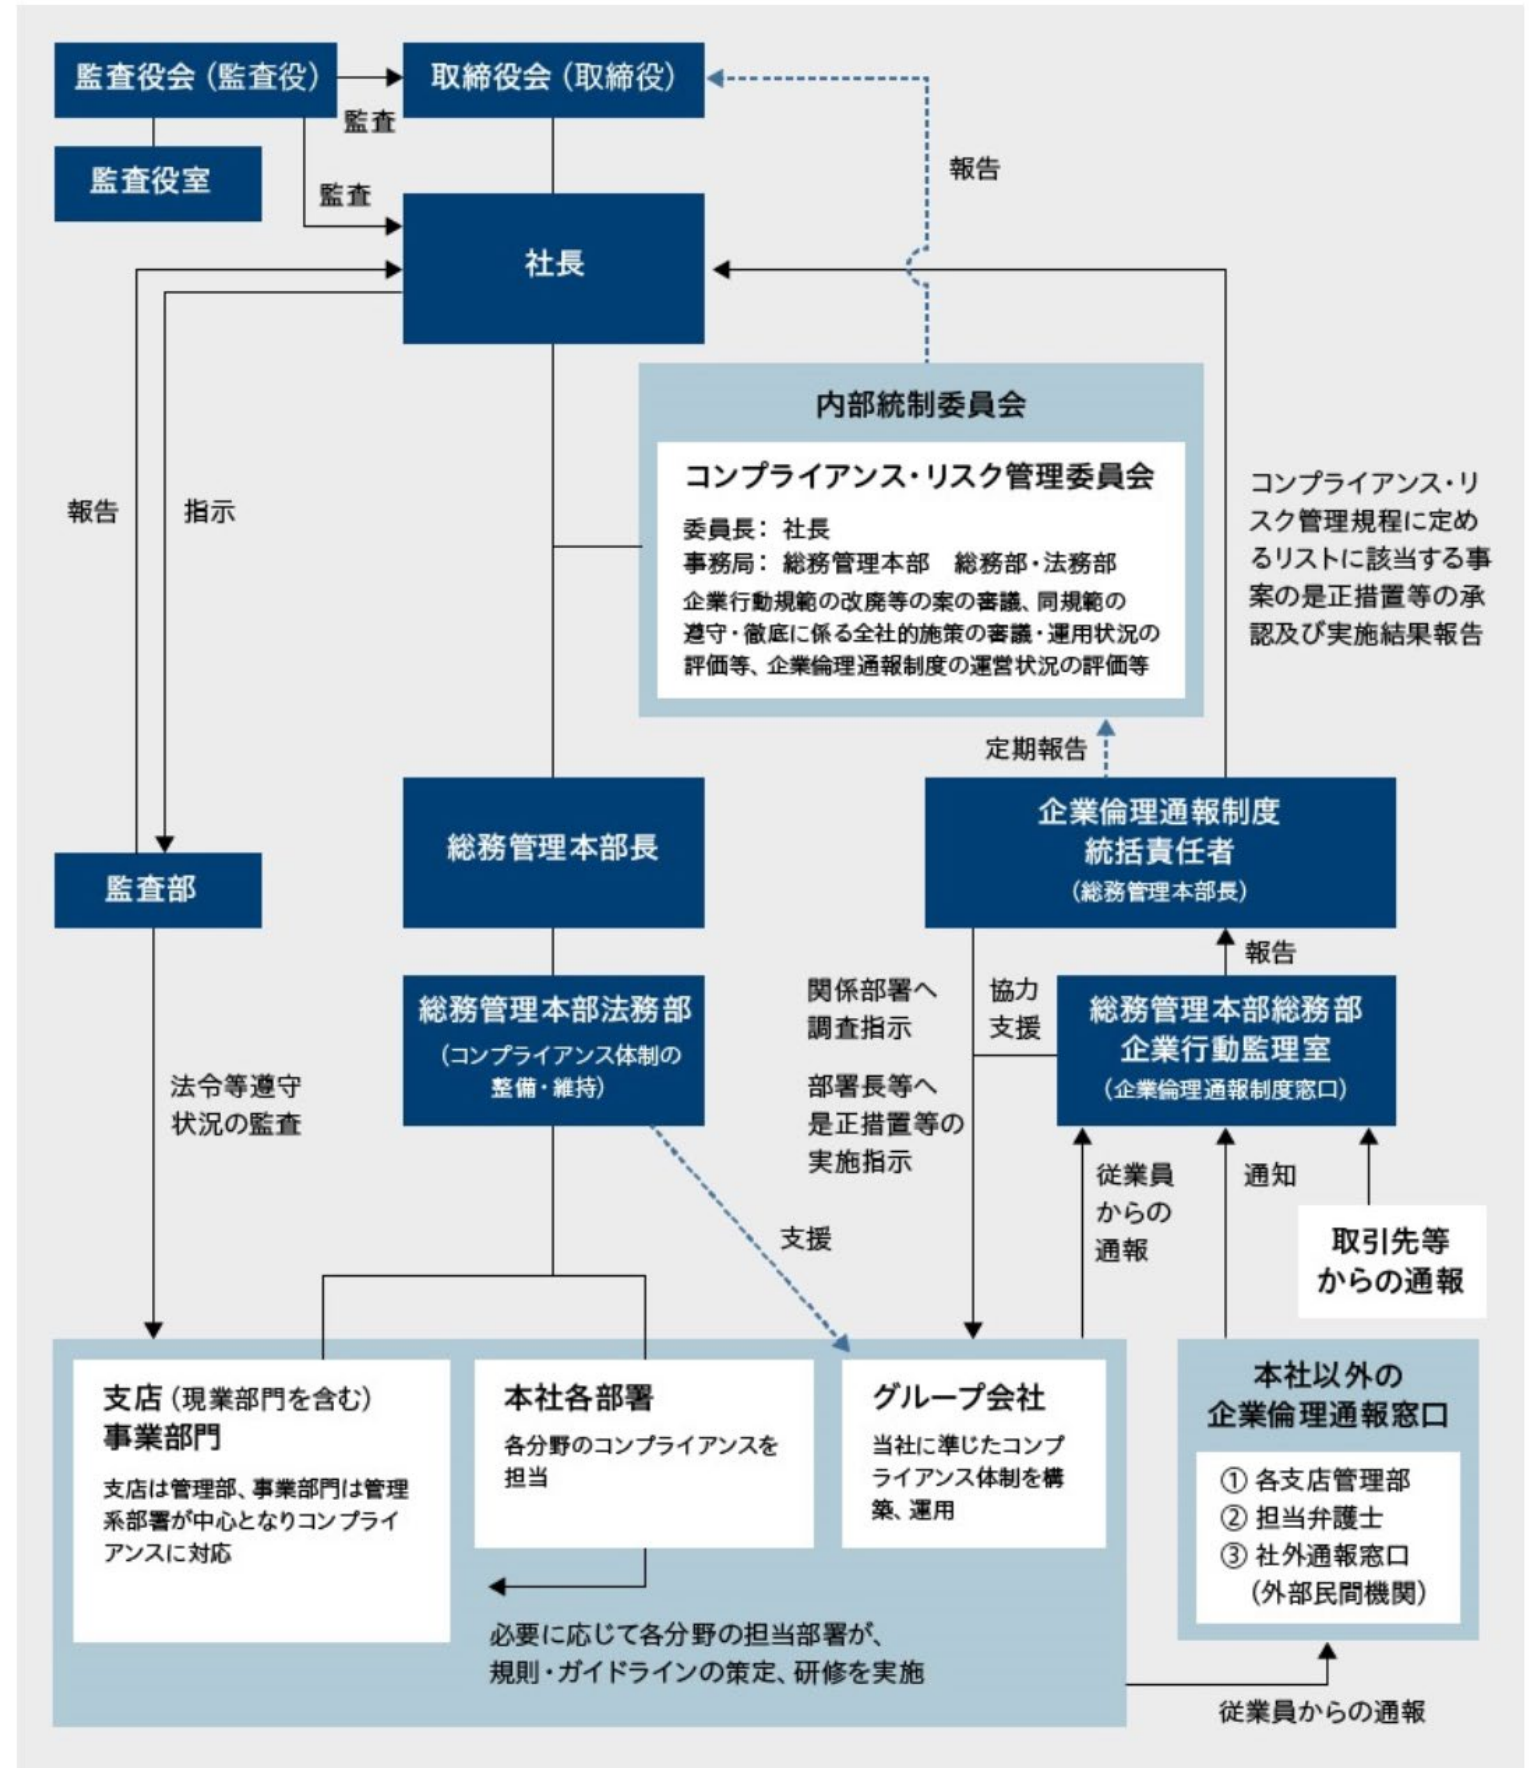 監査役会（監査役）
取締役会（取締役）
監査
監査役室
監査
報告
社長
内部統制委員会
コンプライアンス・リスク管理委員会
委員長： 社長
事務局： 総務管理本部　総務部・法務部
企業行動規範の改廃等の案の審議、同規範の
遵守・徹底に係る全社的施策の審議・運用状況の
評価等、企業倫理通報制度の運営状況の評価等
コンプライアンス・リ
スク管理規程に定め
るリストに該当する事
案の是正措置等の承
認及び実施結果報告
報告
指示
定期報告
総務管理本部長
企業倫理通報制度
統括責任者
（総務管理本部長）
監査部
報告
総務管理本部法務部
（コンプライアンス体制の
整備・維持）
関係部署へ
調査指示
協力
支援
総務管理本部総務部
企業行動監理室
（企業倫理通報制度窓口）
法令等遵守
状況の監査
部署長等へ
是正措置等の
実施指示
従業員
からの
通報
通知
支援
取引先等
からの通報
支店（現業部門を含む）
事業部門
支店は管理部、事業部門は管理
系部署が中心となりコンプライ
アンスに対応
本社各部署
各分野のコンプライアンスを
担当
グループ会社
当社に準じたコンプ
ライアンス体制を構
築、運用
本社以外の
企業倫理通報窓口
① 各支店管理部
② 担当弁護士
③ 社外通報窓口
（外部民間機関）
必要に応じて各分野の担当部署が、
規則・ガイドラインの策定、研修を実施
従業員からの通報